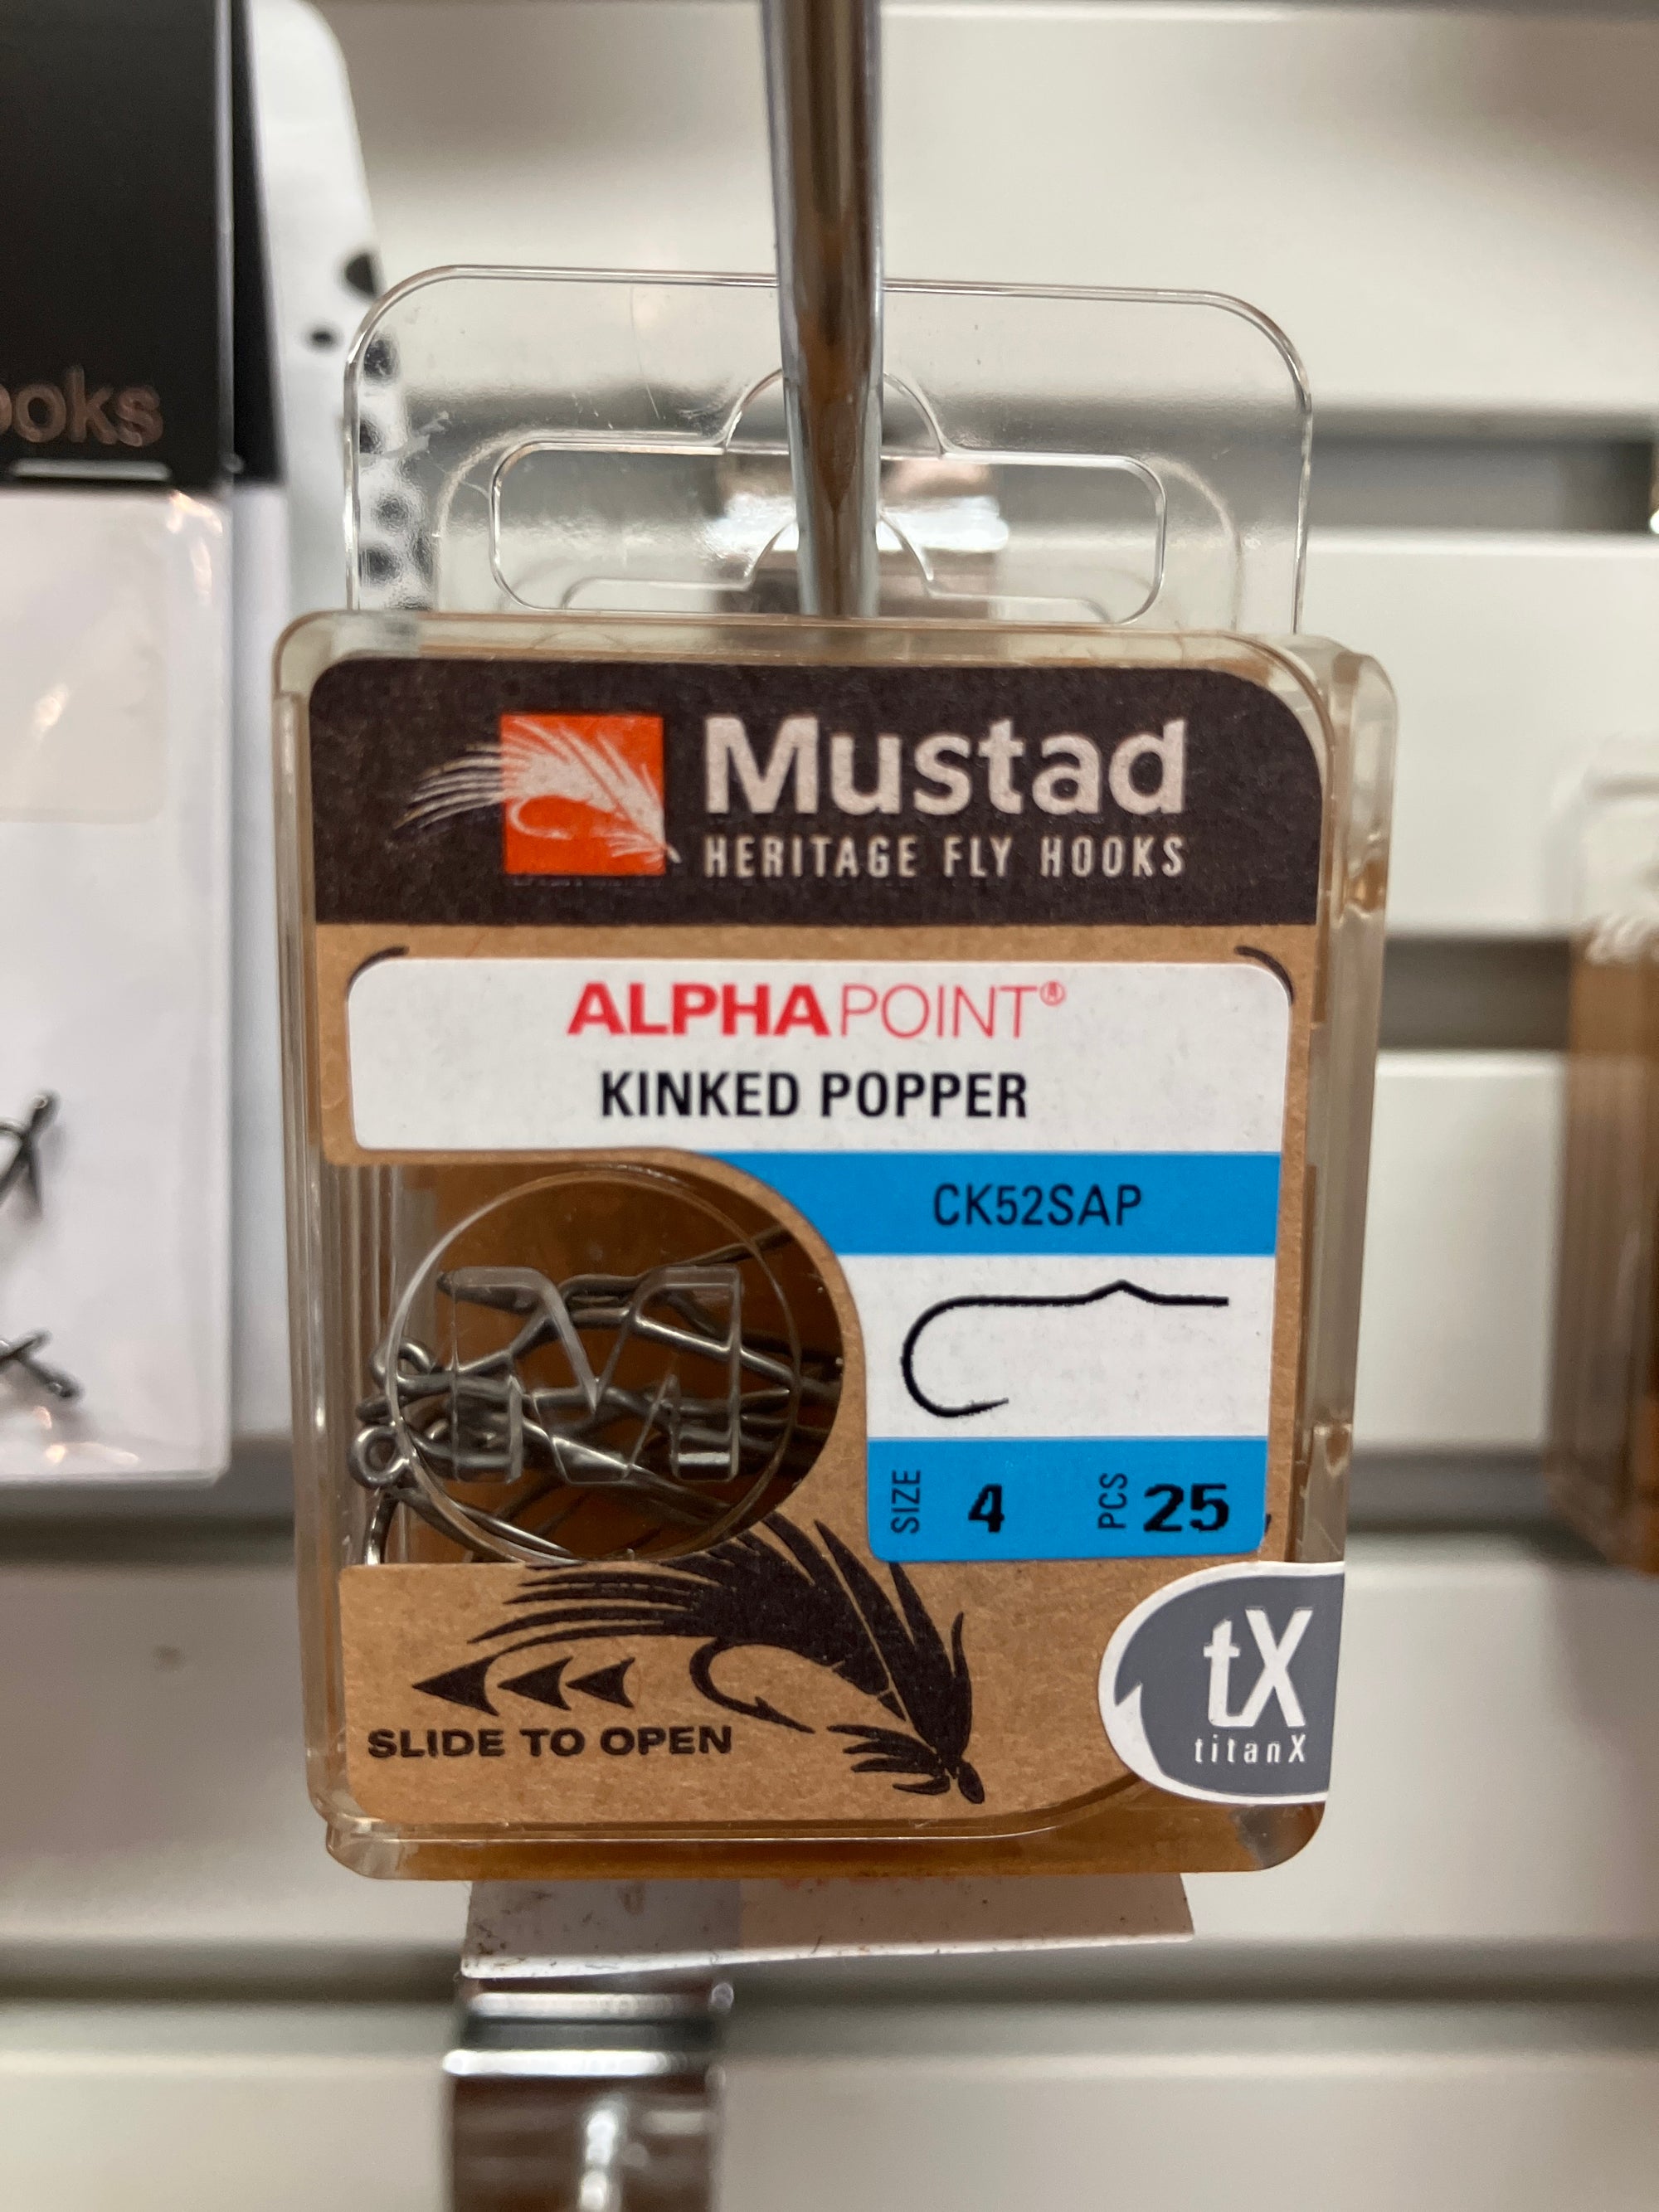 ooks
Mustad
HERITAGE FLY HOOKS
ALPHAPOINT®
KINKED POPPER
CK52SAP
SIZE 4 PCS 25
tX
titanX
SLIDE TO OPEN